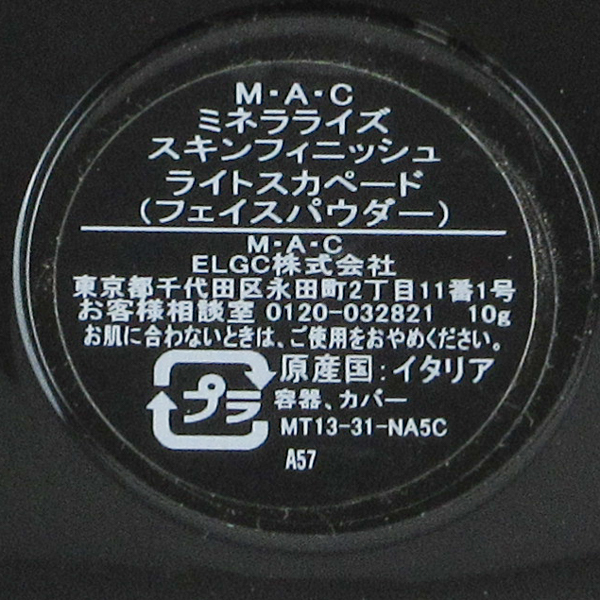 M・A・C
ミネラライズ
スキンフィニッシュ
ライトスカペード
(フェイスパウダー)
M・A・C
ELGC株式会社
東京都千代田区永田町2丁目11番1号
お客様相談室 0120-032821 10g
お肌に合わないときは、ご使用をおやめください。
プラ 原産国:イタリア
容器、カバー
MT13-31-NA5C
A57